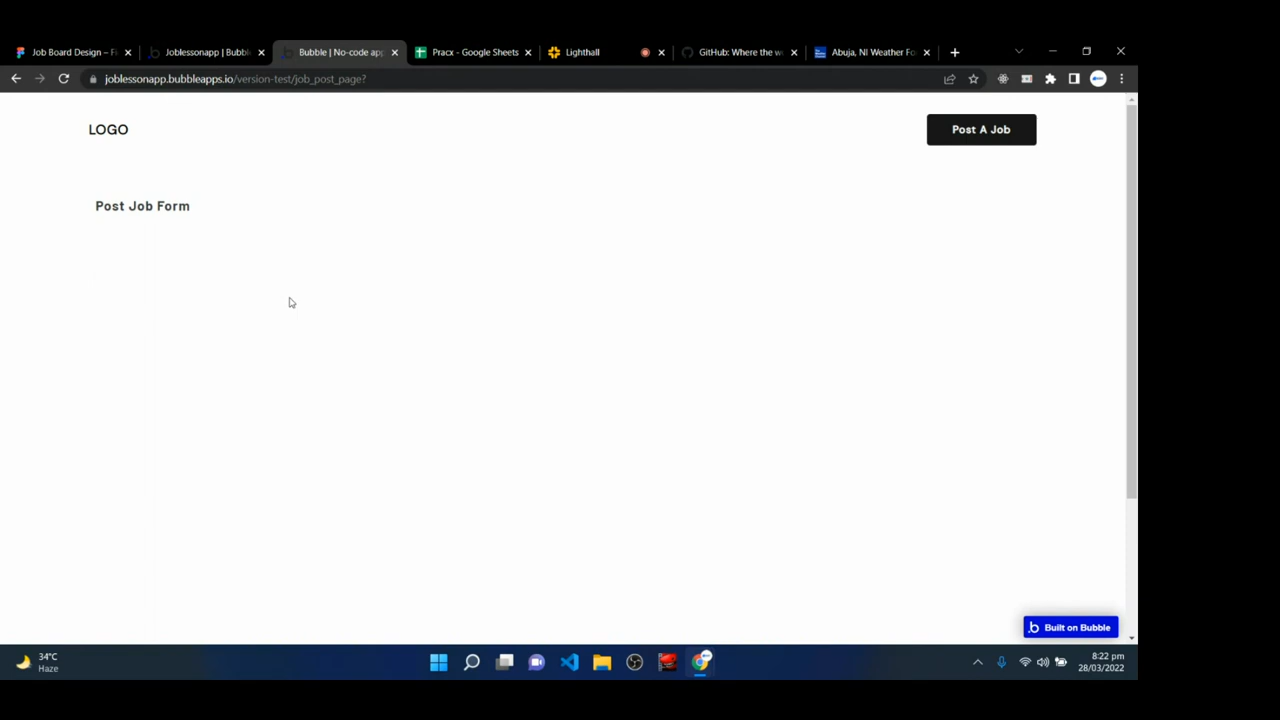 Job Board Design – Fi
Joblessonapp | Bubbl
Bubble | No-code app
Pracx - Google Sheets
Lighthall
GitHub: Where the w
Abuja, NI Weather Fo
joblessonapp.bubbleapps.io/version-test/job_post_page?
LOGO
Post A Job
Post Job Form
Built on Bubble
34°C
Haze
8:22 pm
28/03/2022